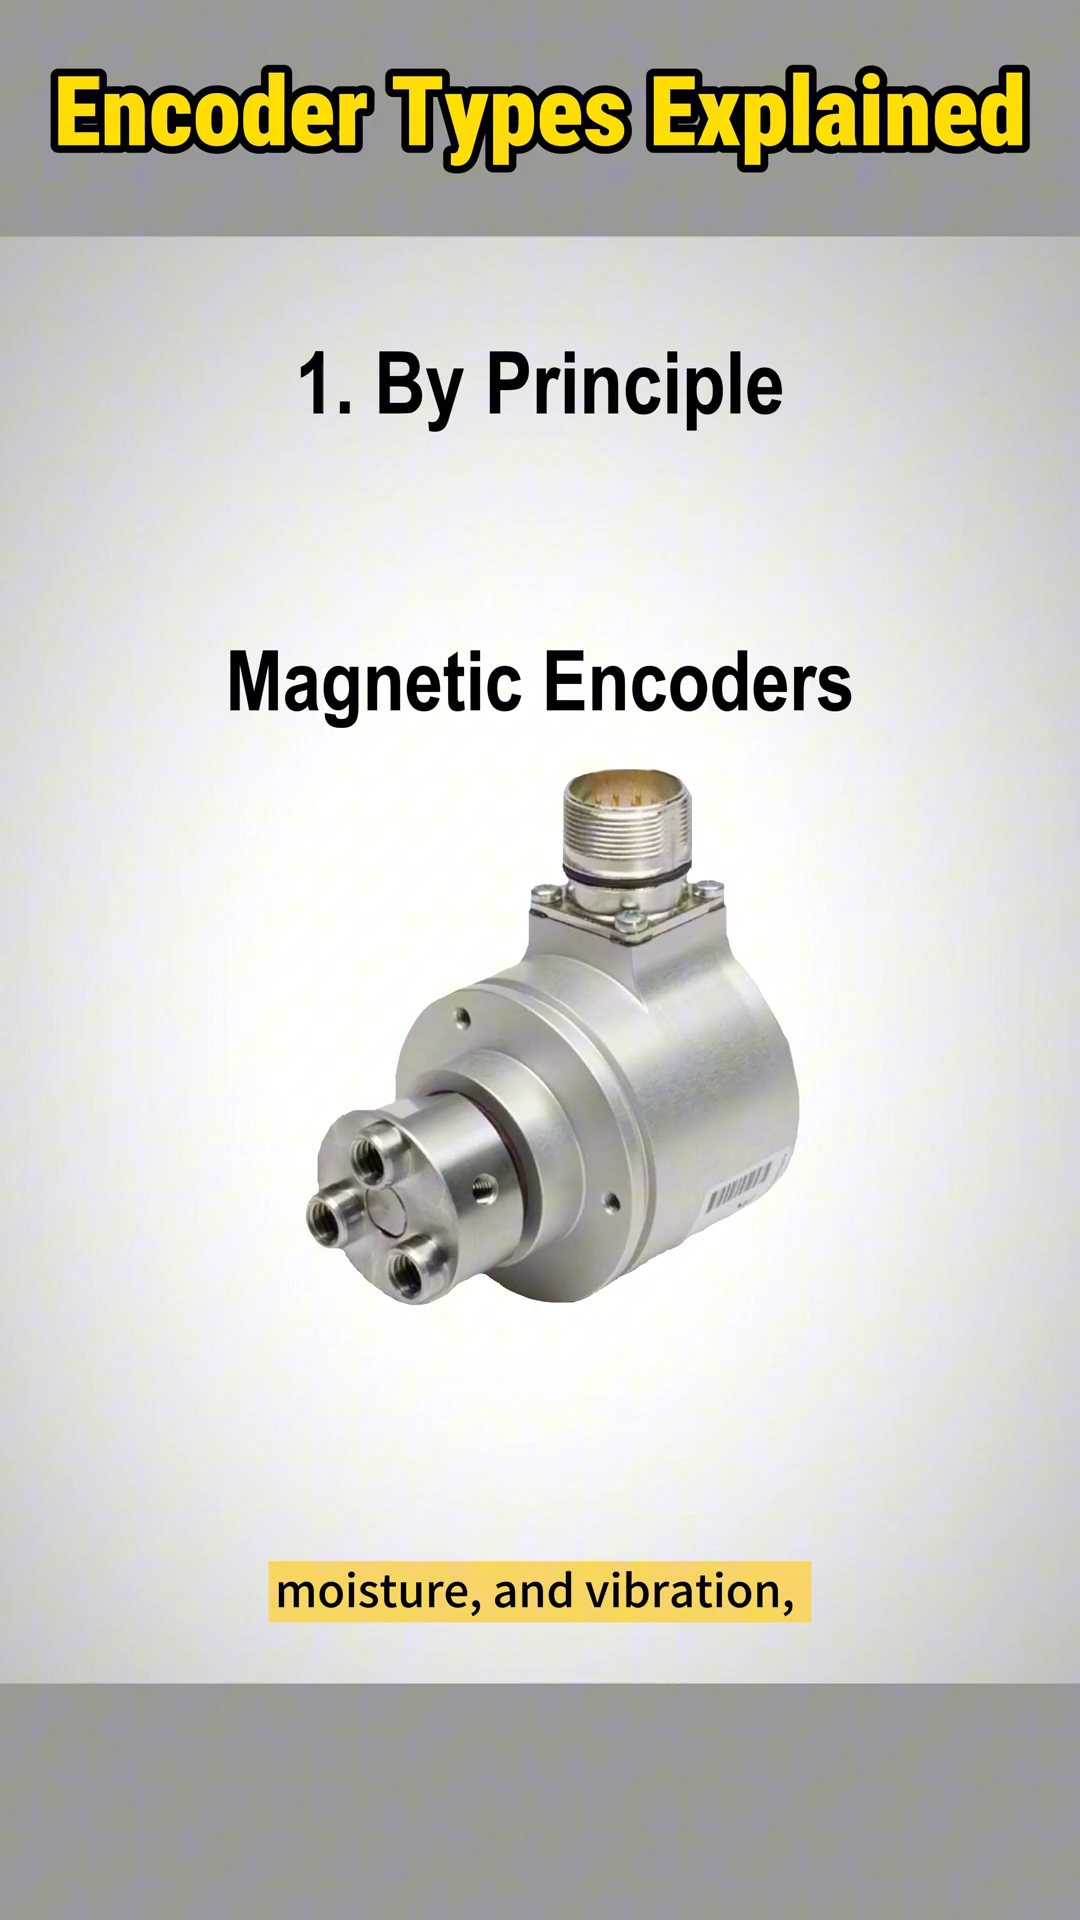 Encoder Types Explained
1. By Principle
Magnetic Encoders
moisture, and vibration,